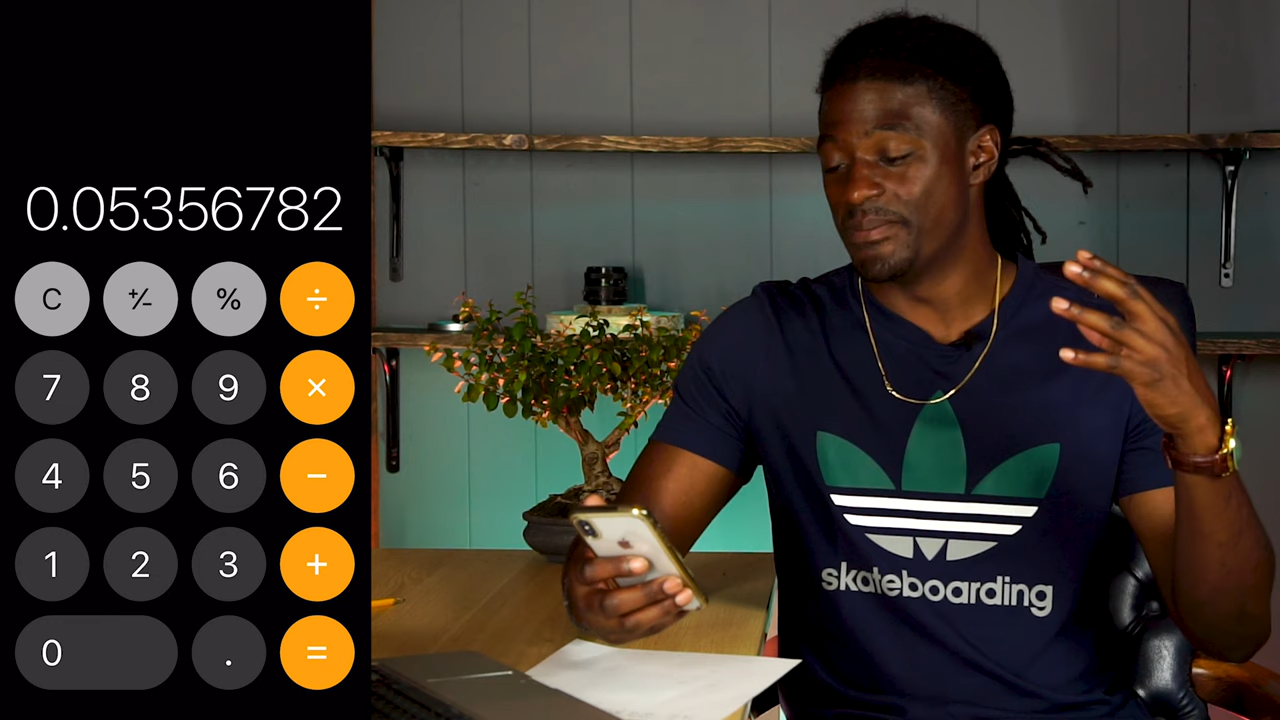 0.05356782
C +/- % ÷
7 8 9 ×
4 5 6 −
1 2 3 +
0 . =
skateboarding